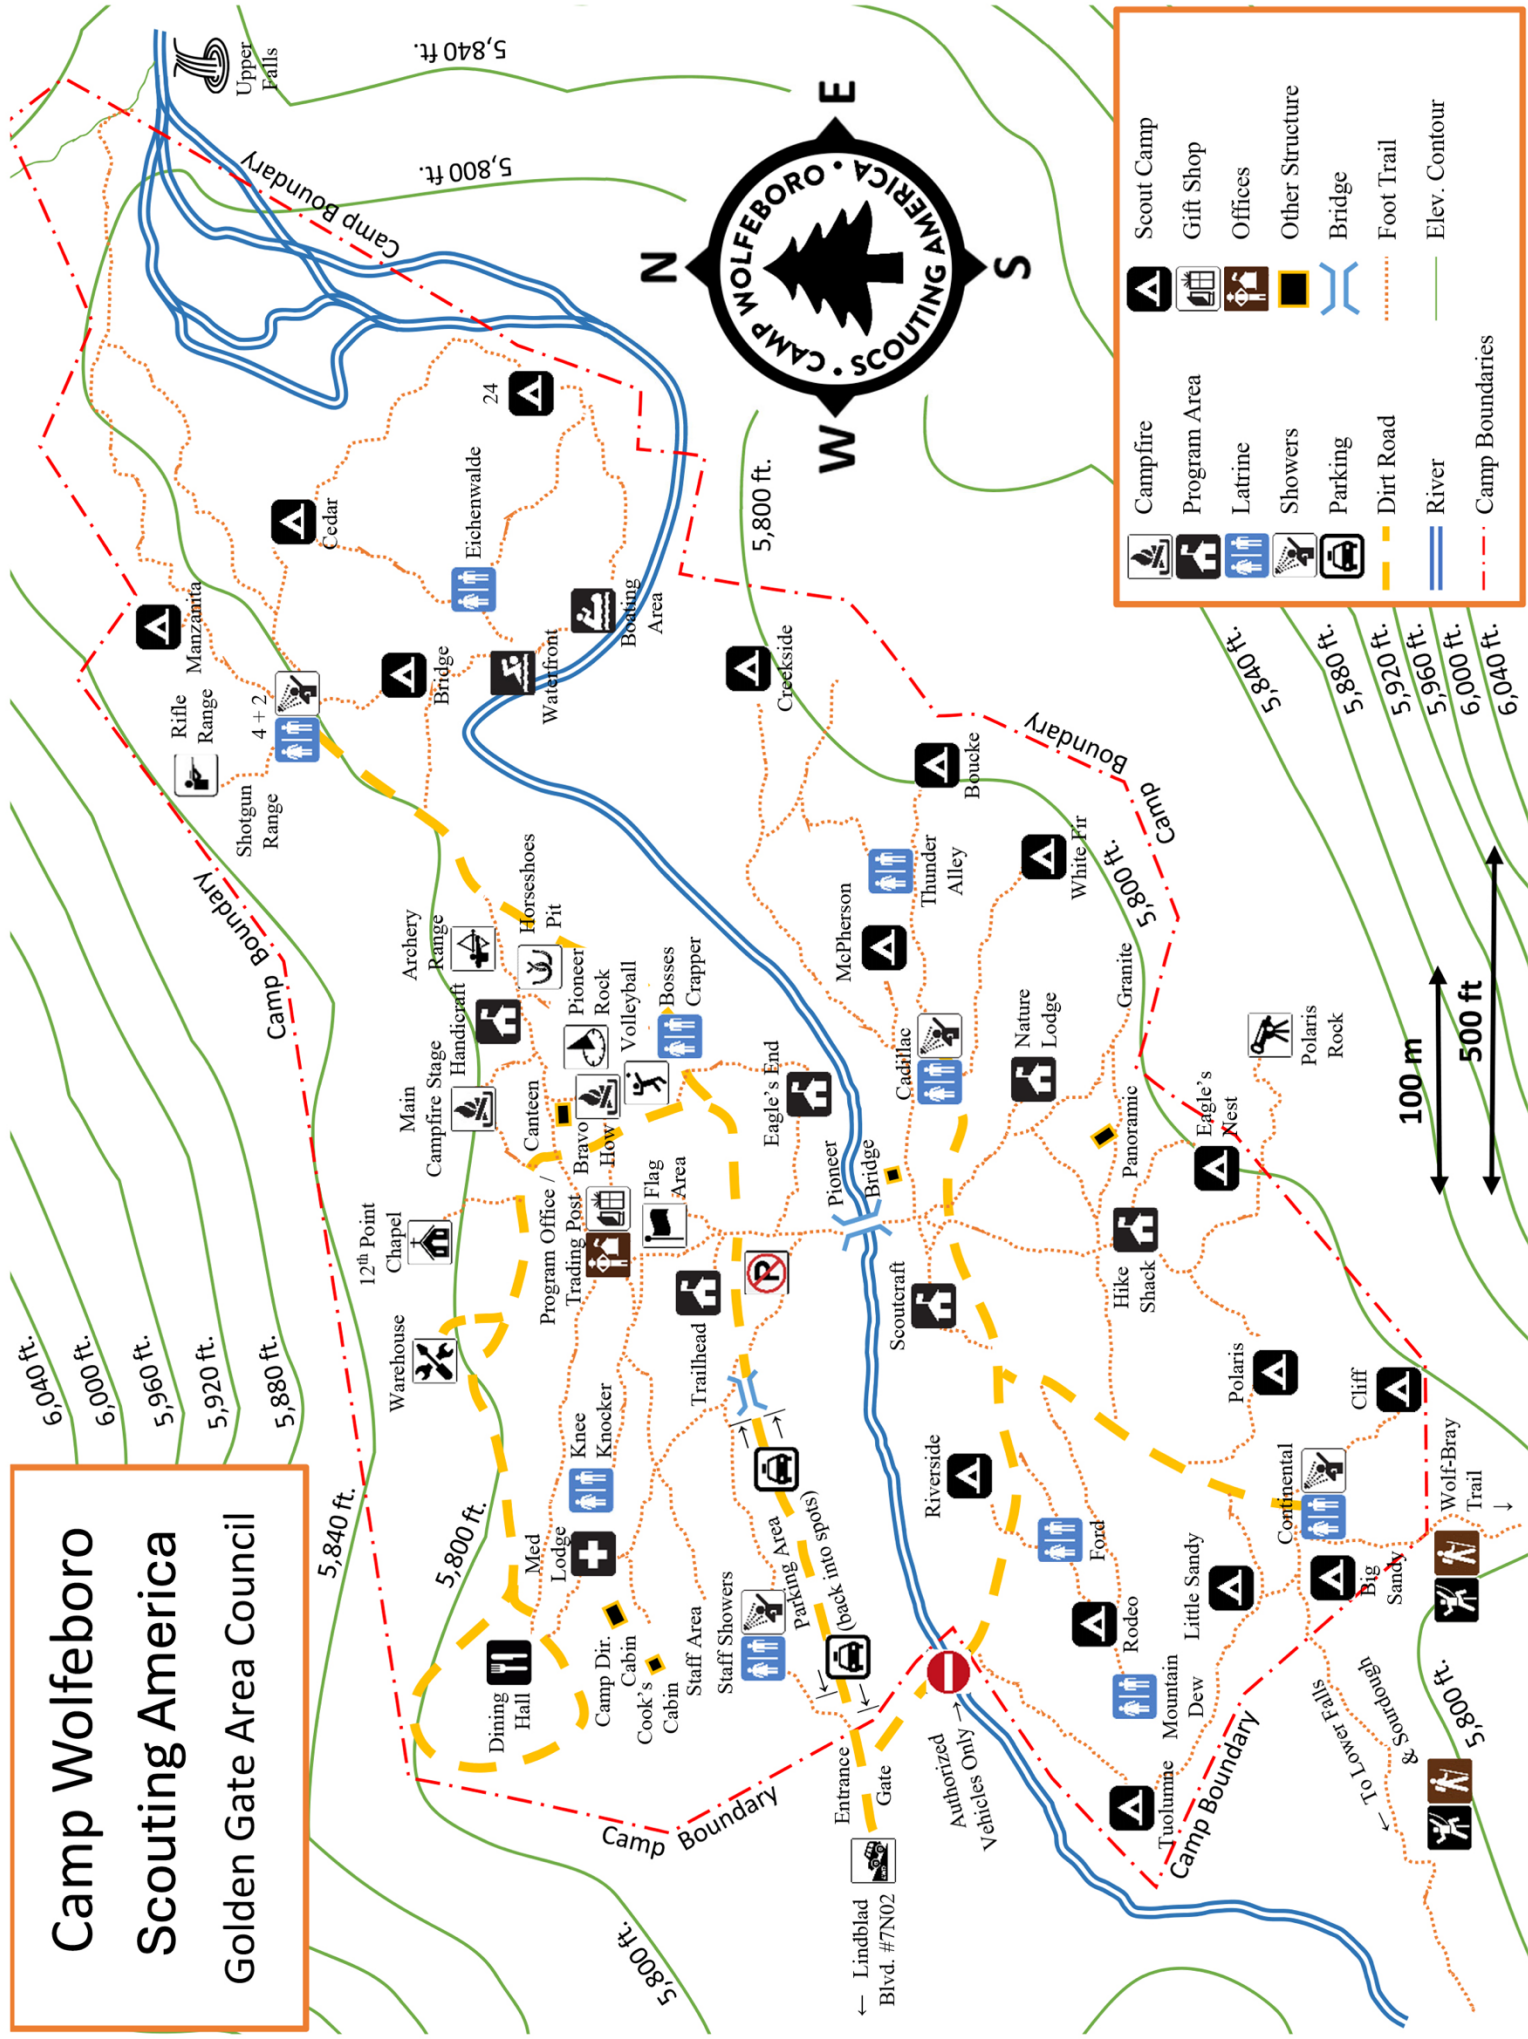 Camp Wolfeboro
Scouting America
Golden Gate Area Council
6,040 ft.
6,000 ft.
5,960 ft.
5,920 ft.
5,880 ft.
5,840 ft.
5,800 ft.
5,800 ft.
Camp Boundary
Camp Boundary
Camp Boundary
Camp Boundary
Camp Boundary
5,840 ft.
5,800 ft.
5,800 ft.
5,800 ft.
5,800 ft.
5,840 ft.
5,880 ft.
5,920 ft.
5,960 ft.
6,000 ft.
6,040 ft.
Upper
Falls
Manzanita
Rifle
Range
4 + 2
Shotgun
Range
Cedar
Bridge
24
Eichenwalde
Waterfront
Boating
Area
Archery
Range
Horseshoes
Pit
Handicraft
Pioneer
Rock
Main
Campfire Stage
Volleyball
Bosses
Crapper
Canteen
Bravo
How
12th Point
Chapel
Program Office /
Trading Post
Flag
Area
Eagle's End
Warehouse
Trailhead
Knee
Knocker
Med
Lodge
Dining
Hall
Camp Dir.
Cabin
Cook's
Cabin
Staff Area
Staff Showers
Parking Area
(back into spots)
Entrance
Gate
← Lindblad
Blvd. #7N02
Authorized
Vehicles Only →
Pioneer
Bridge
Creekside
Boucke
Thunder
Alley
McPherson
White Fir
Cadillac
Nature
Lodge
Granite
Panoramic
Polaris
Rock
Eagle's
Nest
Hike
Shack
Scoutcraft
Polaris
Cliff
Riverside
Ford
Continental
Wolf-Bray
Trail
→
Rodeo
Little Sandy
Big
Sandy
Mountain
Dew
Tuolumne
← To Lower Falls
& Sourdough
N
E
S
W
CAMP WOLFEBORO •
SCOUTING AMERICA •
P
100 m
500 ft
Campfire
Program Area
Latrine
Showers
Parking
Dirt Road
River
Camp Boundaries
Scout Camp
Gift Shop
Offices
Other Structure
Bridge
Foot Trail
Elev. Contour